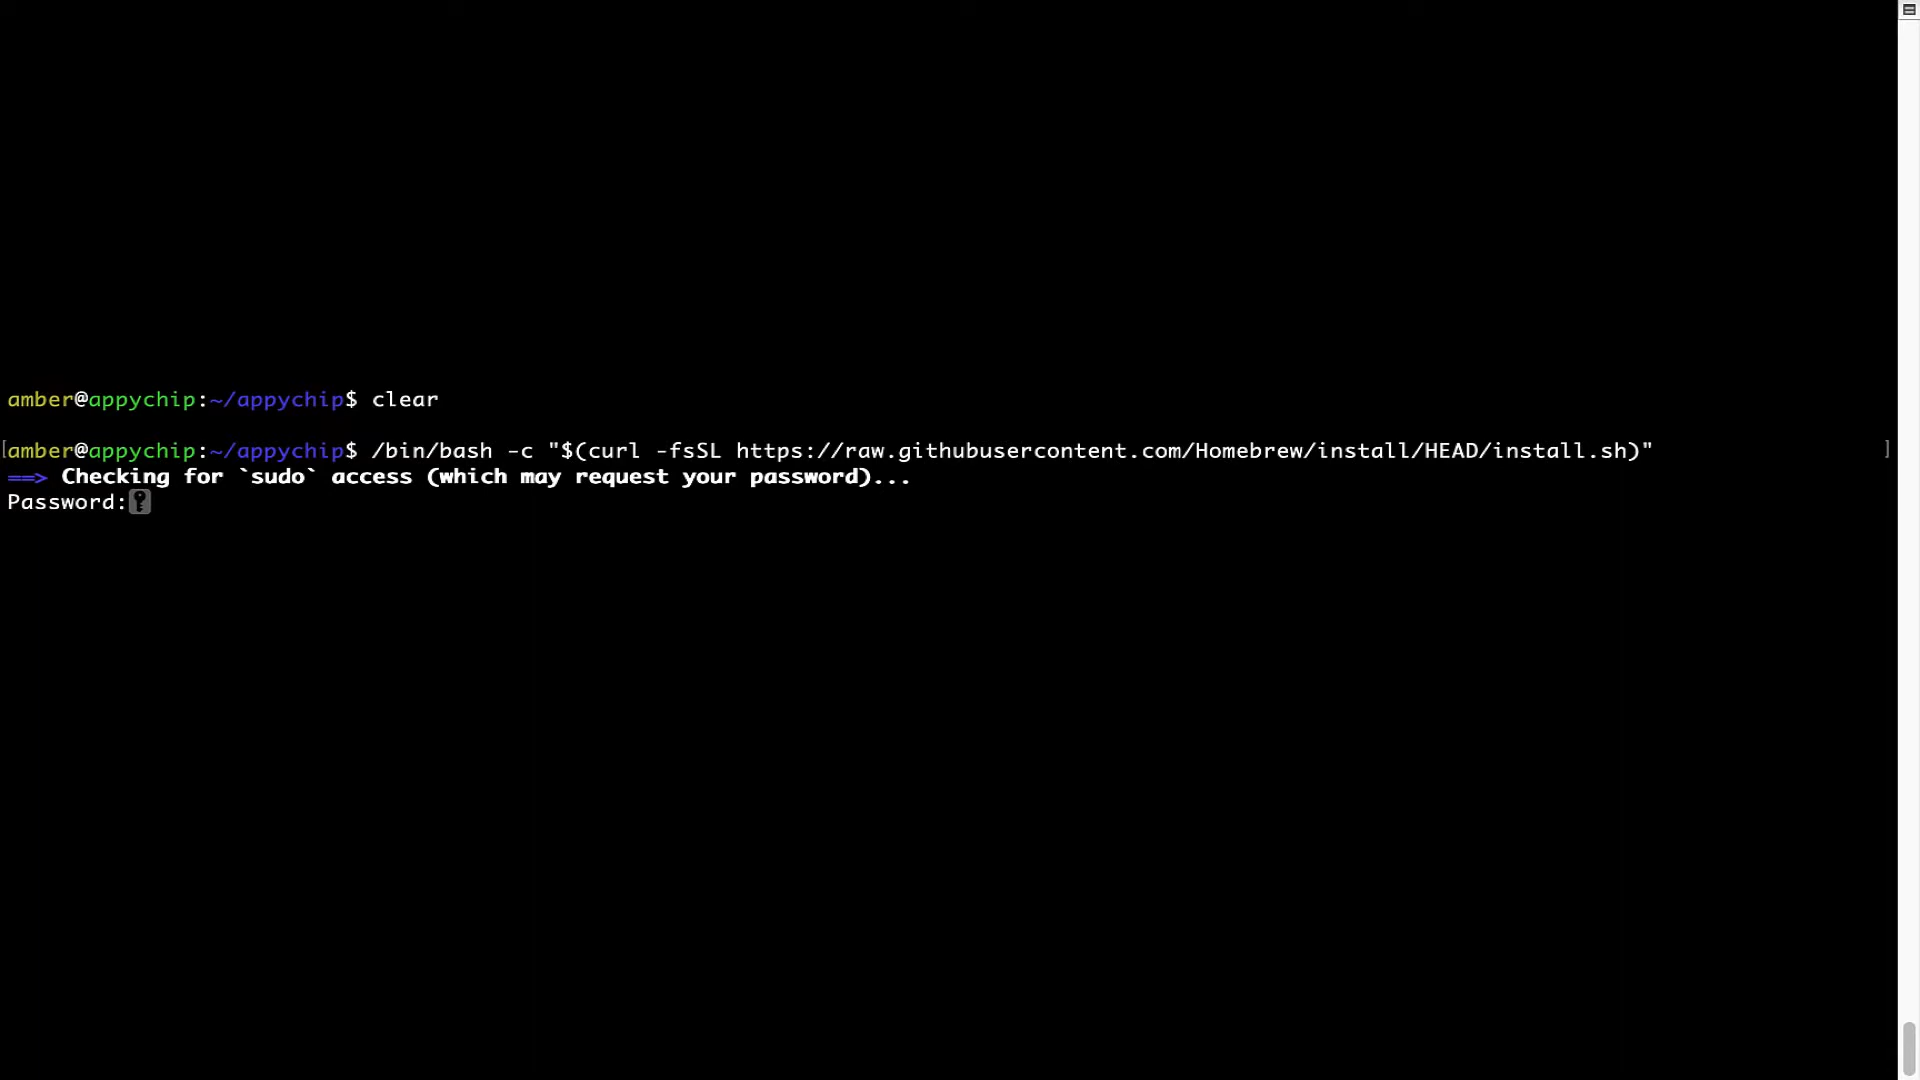 amber@appychip:~/appychip$ clear
[amber@appychip:~/appychip$ /bin/bash -c "$(curl -fsSL https://raw.githubusercontent.com/Homebrew/install/HEAD/install.sh)" ]
==> Checking for `sudo` access (which may request your password)...
Password: